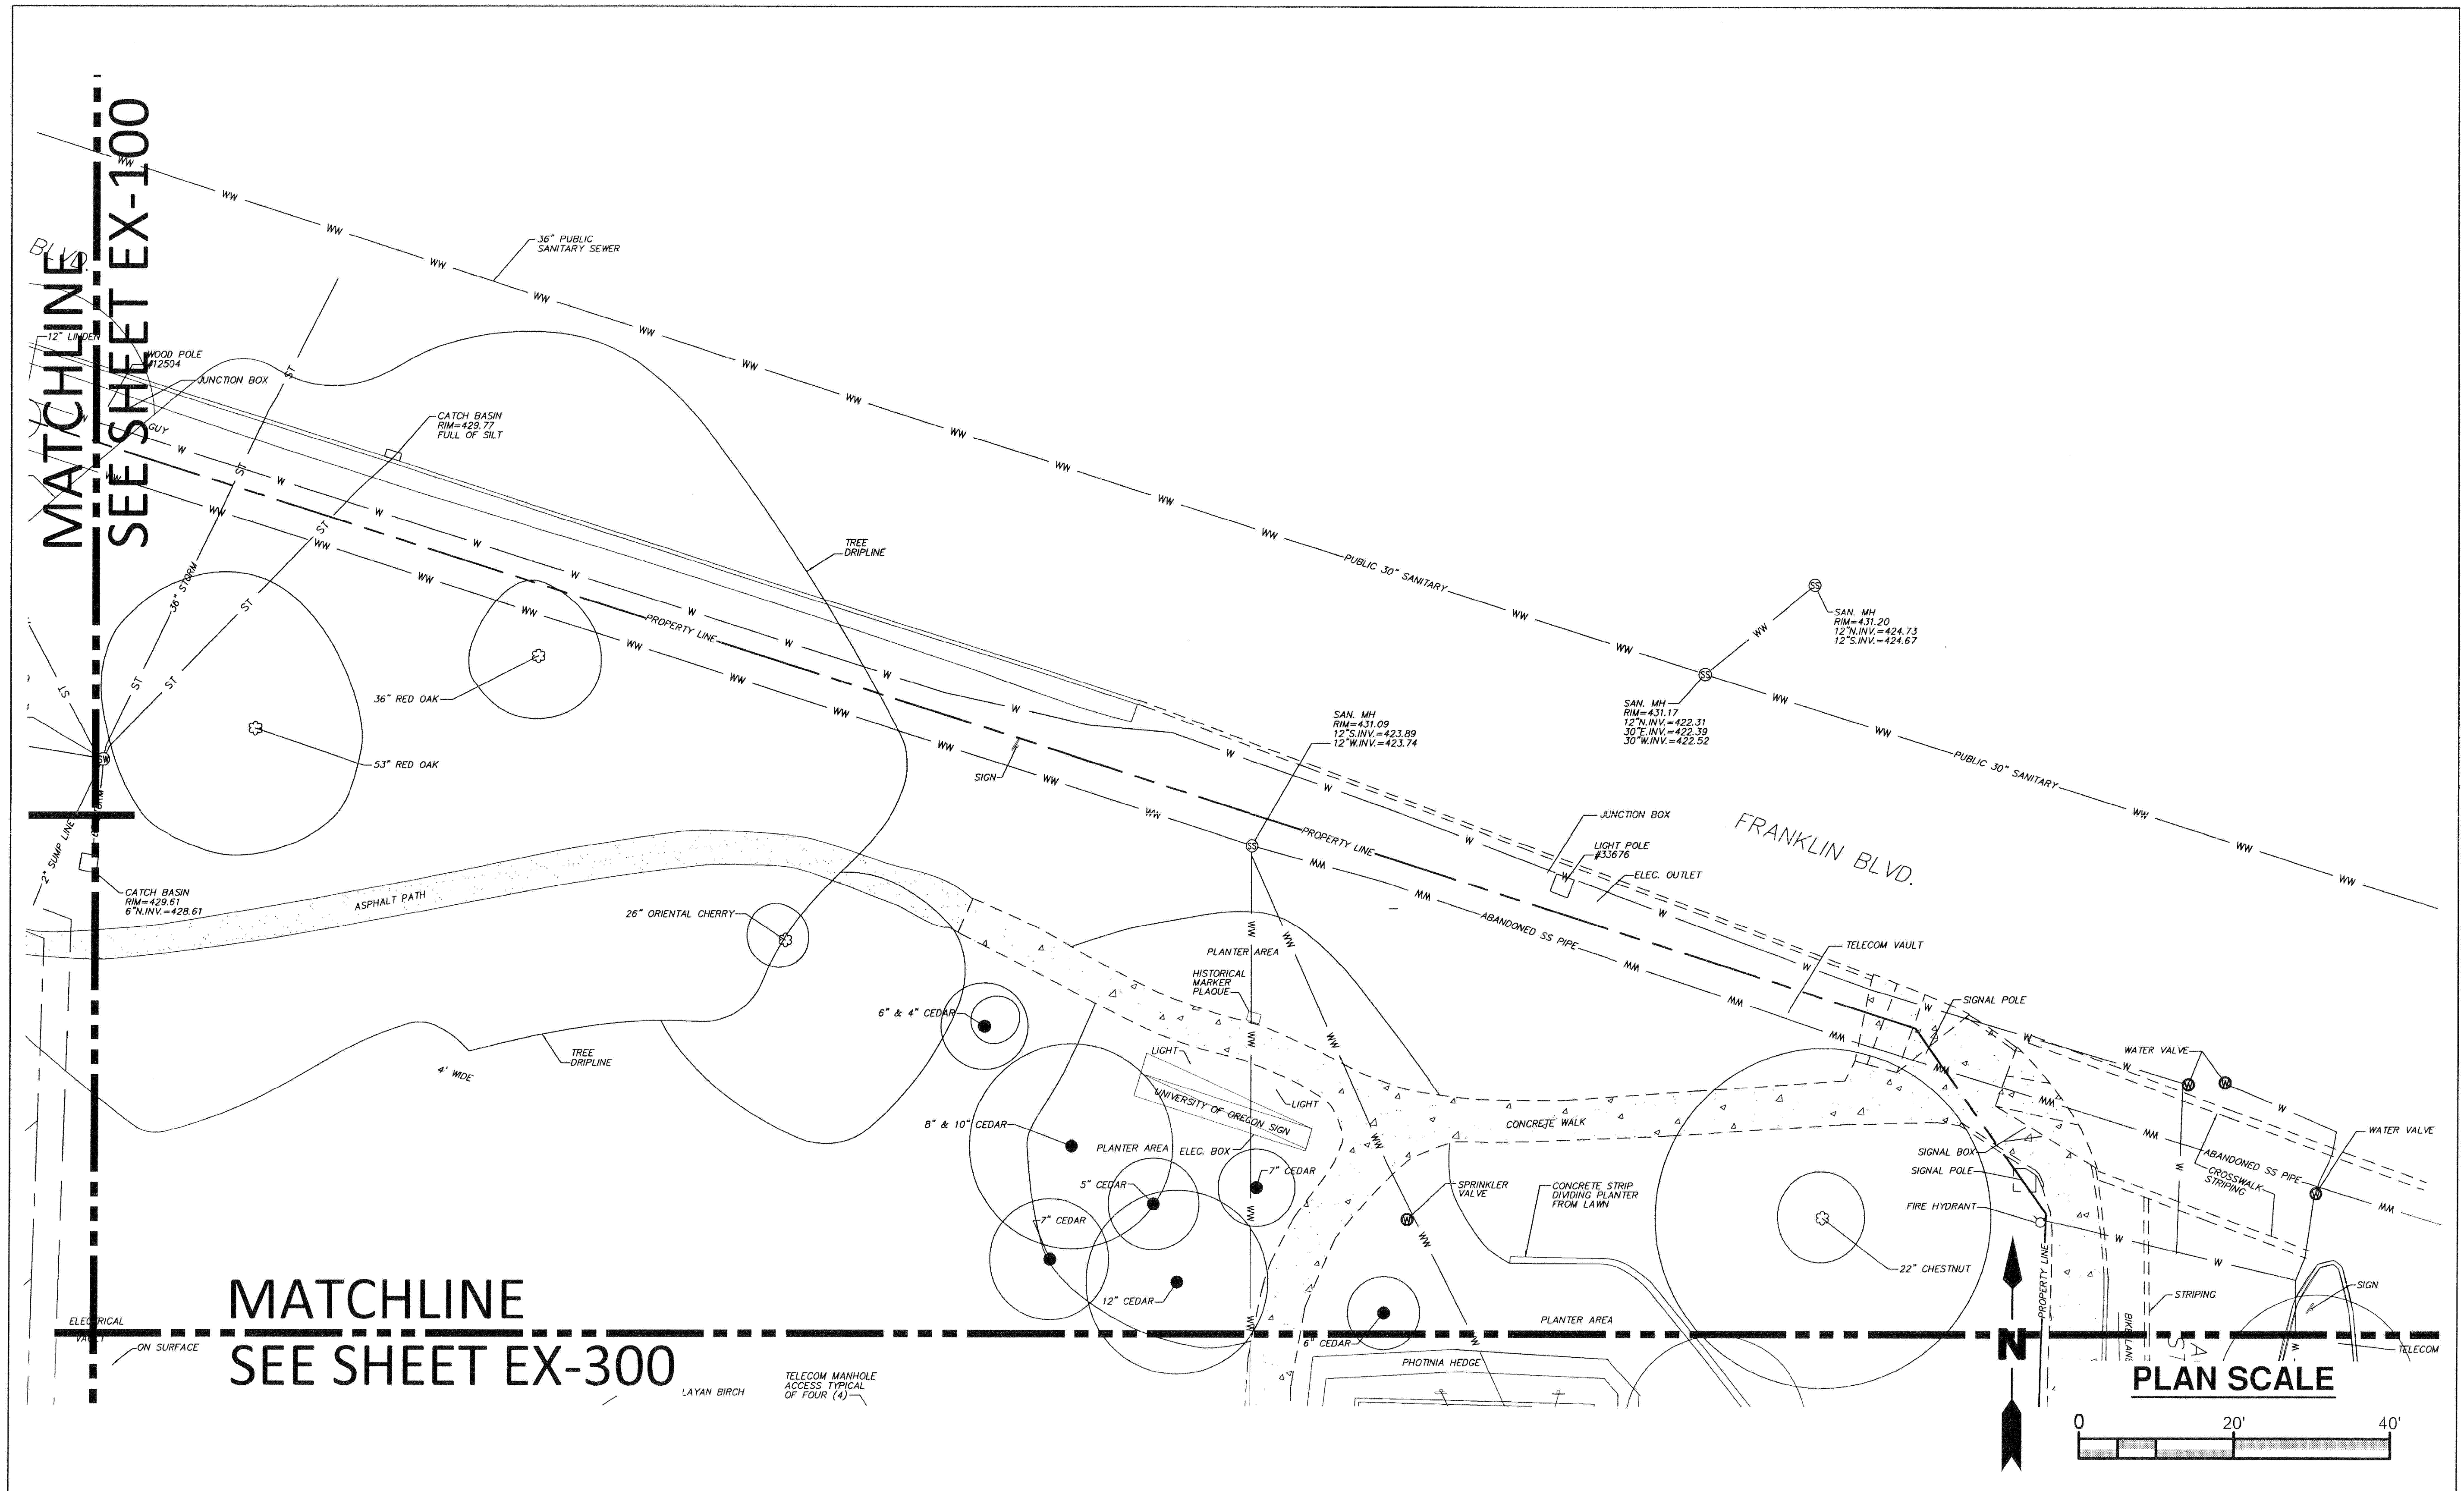 MATCHLINE
SEE SHEET EX-100
BLVD.
36" PUBLIC
SANITARY SEWER
12" LINDEN
WOOD POLE
#12504
JUNCTION BOX
GUY
CATCH BASIN
RIM=429.77
FULL OF SILT
TREE
DRIPLINE
36" STORM
PROPERTY LINE
36" RED OAK
53" RED OAK
SIGN
2" SUMP LINE
CATCH BASIN
RIM=429.61
6"N.INV.=428.61
ASPHALT PATH
26" ORIENTAL CHERRY
PUBLIC 30" SANITARY
SAN. MH
RIM=431.20
12"N.INV.=424.73
12"S.INV.=424.67
SAN. MH
RIM=431.17
12"N.INV.=422.31
30"E.INV.=422.39
30"W.INV.=422.52
SAN. MH
RIM=431.09
12"S.INV.=423.89
12"W.INV.=423.74
PUBLIC 30" SANITARY
FRANKLIN BLVD.
JUNCTION BOX
LIGHT POLE
#33676
ELEC. OUTLET
PROPERTY LINE
ABANDONED SS PIPE
TELECOM VAULT
SIGNAL POLE
PLANTER AREA
HISTORICAL
MARKER
PLAQUE
6" & 4" CEDAR
TREE
DRIPLINE
4' WIDE
LIGHT
LIGHT
UNIVERSITY OF OREGON SIGN
8" & 10" CEDAR
PLANTER AREA
ELEC. BOX
5" CEDAR
7" CEDAR
7" CEDAR
12" CEDAR
6" CEDAR
SPRINKLER
VALVE
CONCRETE STRIP
DIVIDING PLANTER
FROM LAWN
CONCRETE WALK
WATER VALVE
WATER VALVE
SIGNAL BOX
SIGNAL POLE
FIRE HYDRANT
ABANDONED SS PIPE
CROSSWALK
STRIPING
22" CHESTNUT
PROPERTY LINE
BIKE LANE
STRIPING
SIGN
TELECOM
PLANTER AREA
PHOTINIA HEDGE
MATCHLINE
SEE SHEET EX-300
ELECTRICAL
VAULT
ON SURFACE
LAYAN BIRCH
TELECOM MANHOLE
ACCESS TYPICAL
OF FOUR (4)
N
PLAN SCALE
0 20' 40'